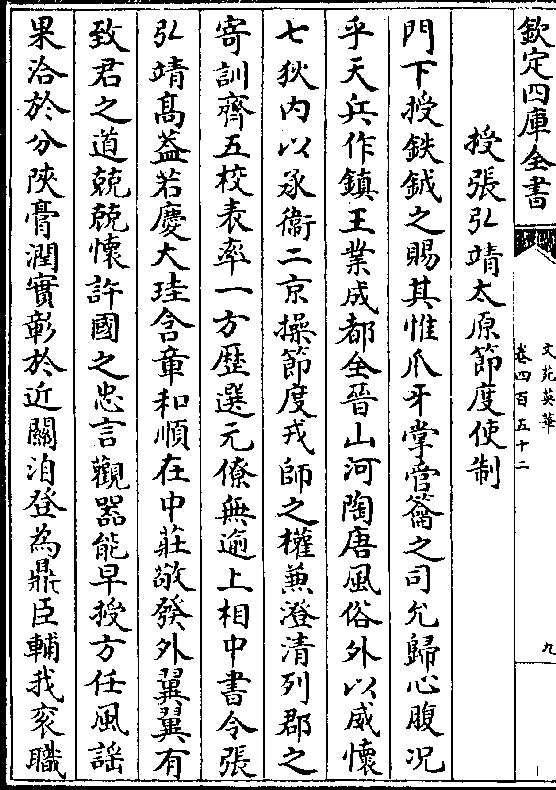 欽定四庫全書
文苑英華
卷四百五十二
九
授張弘靖太原節度使制
門下授鉄鉞之賜其惟爪牙掌管籥之司允歸心腹况
乎天兵作鎮王業成都全晉山河陶唐風俗外以威懷
七狄内以承衞二京操節度戎師之權兼澄清列郡之
寄訓齊五校表率一方歴選元僚無逾上相中書令張
弘靖高葢若慶大珪含章和順在中莊敬發外翼翼有
致君之道兢兢懷許國之忠言觀器能早授方任風謡
果洽於分陜膏潤實彰於近關洎登為鼎臣輔我衮職